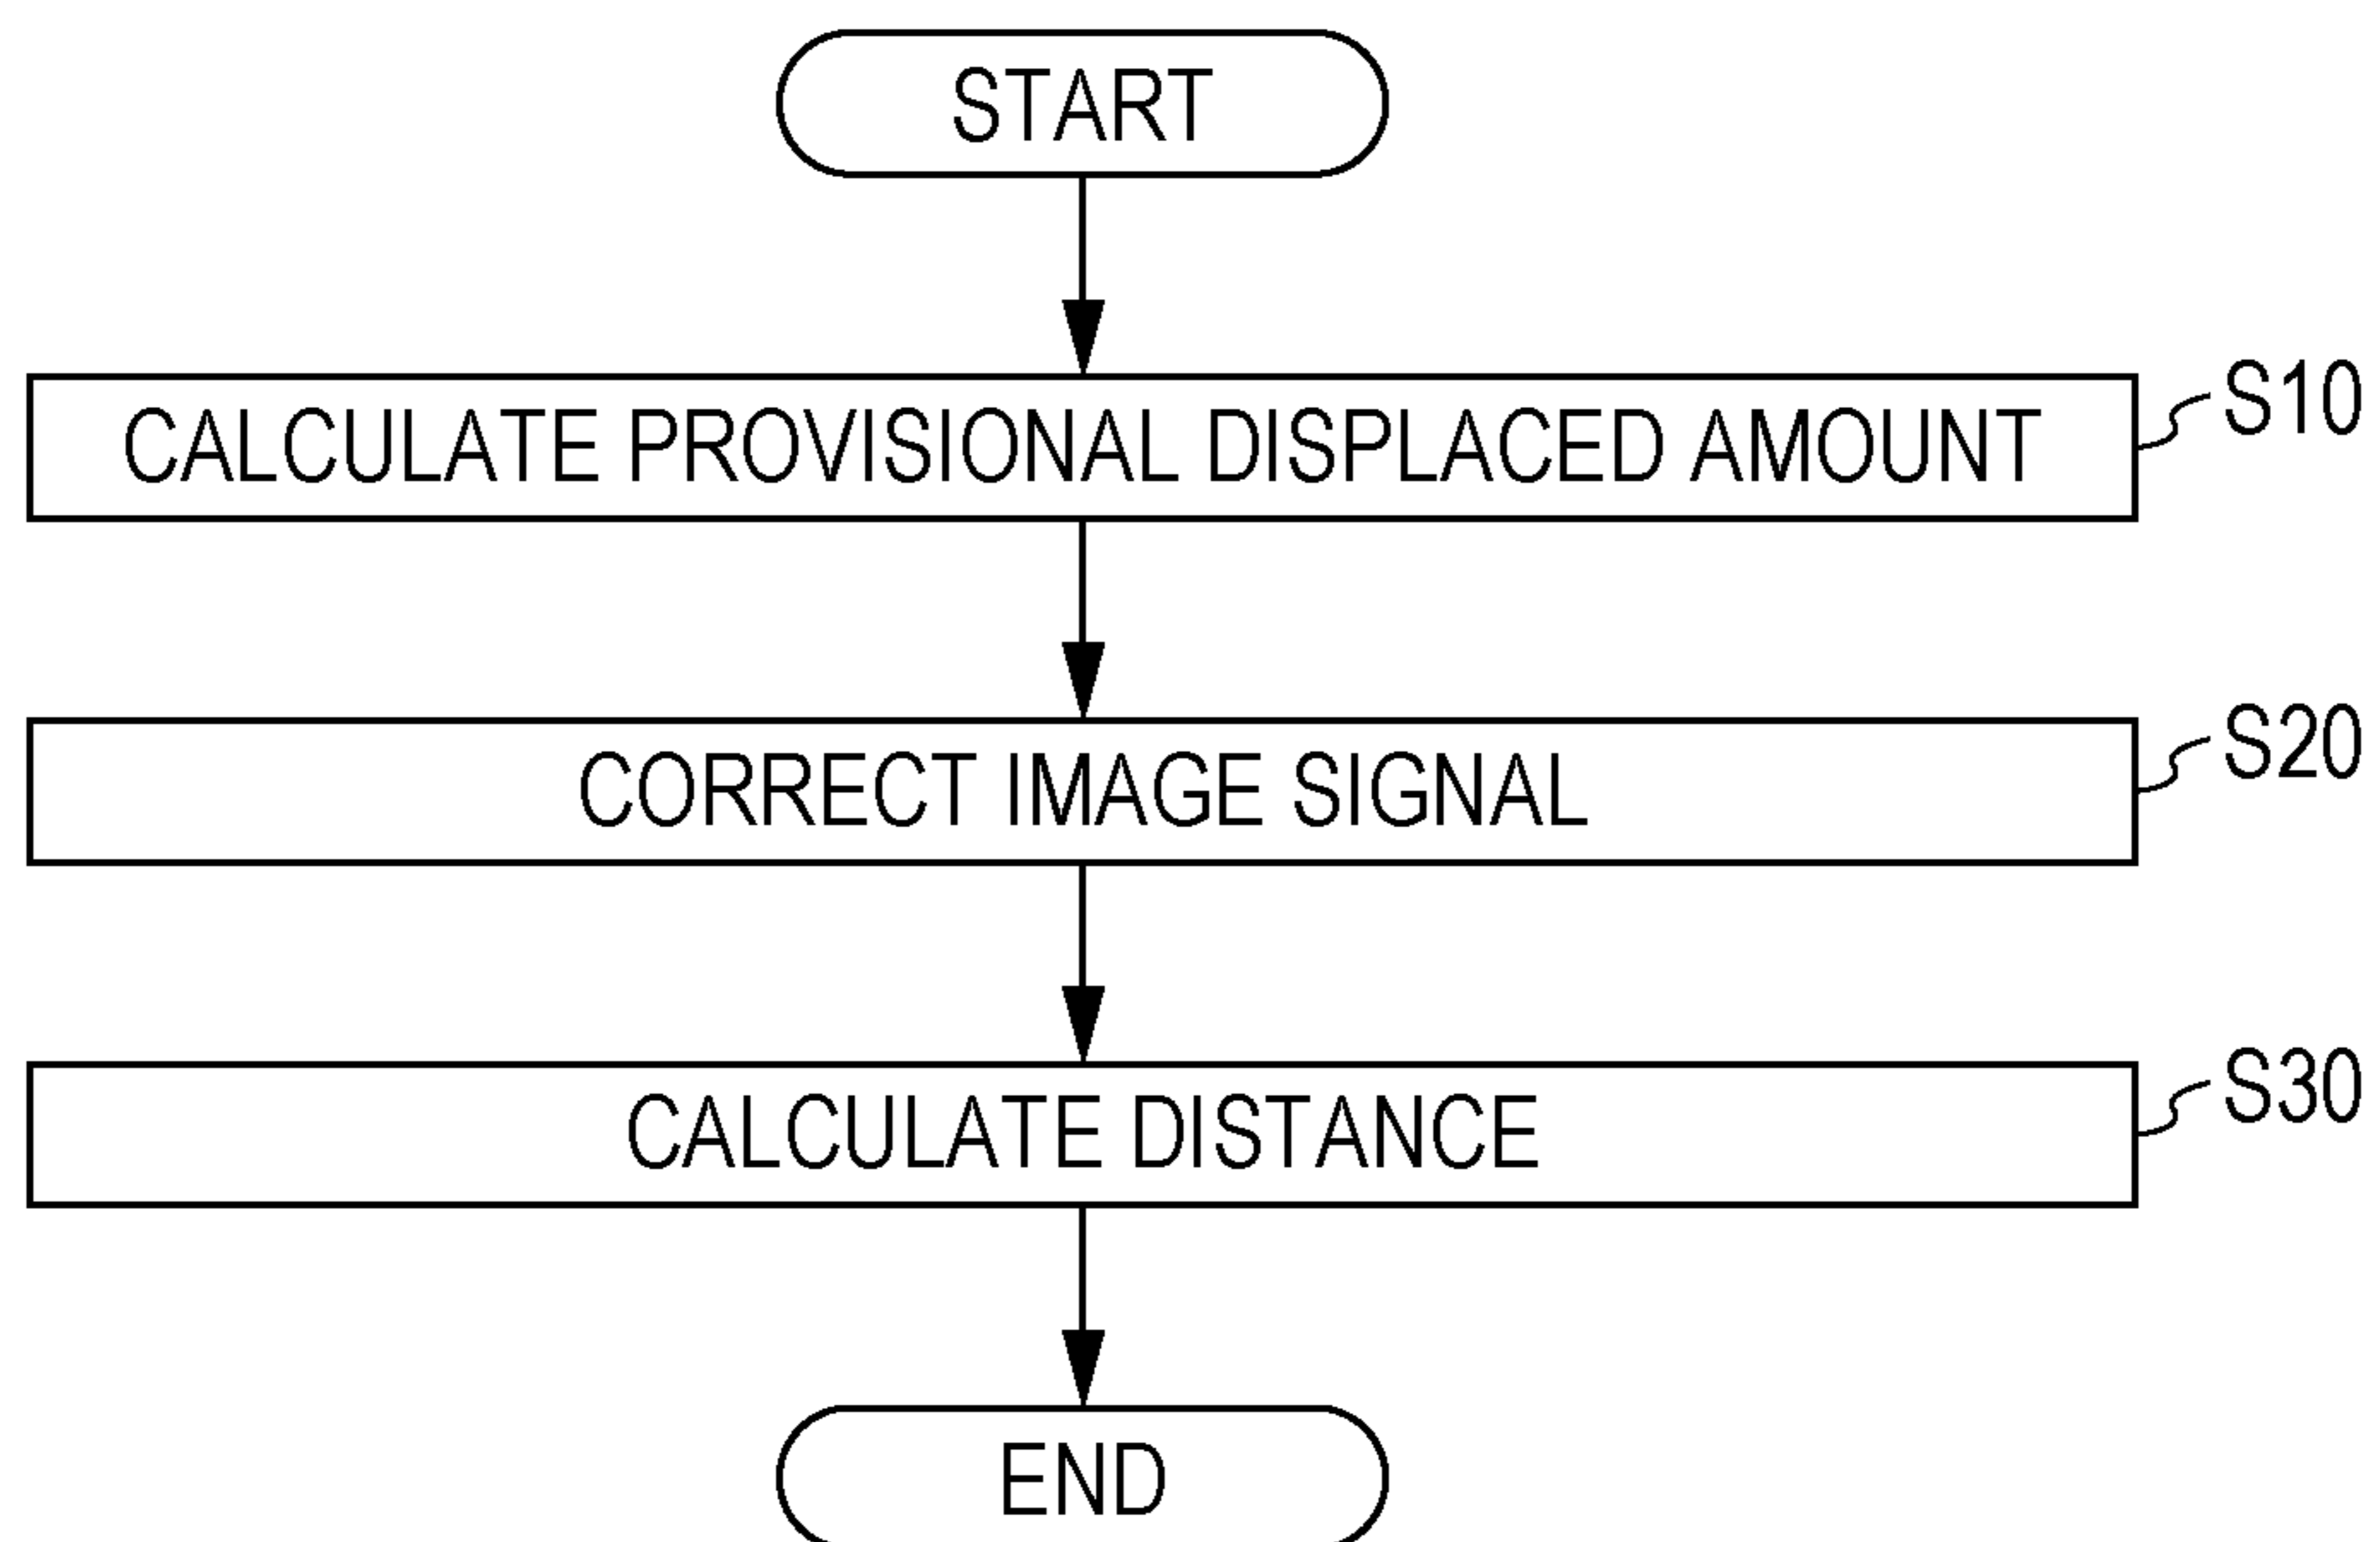 START
CALCULATE PROVISIONAL DISPLACED AMOUNT
S10
CORRECT IMAGE SIGNAL
S20
CALCULATE DISTANCE
S30
END